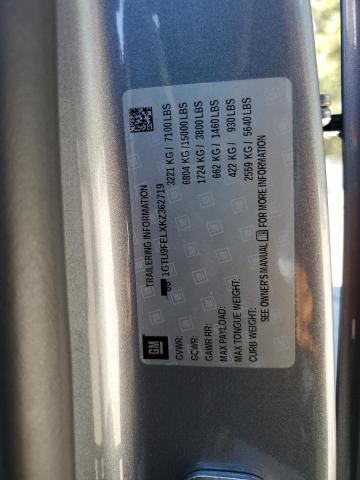 GM
TRAILERING INFORMATION
1GTU9FELXKZ362719
GVWR: 3221 KG / 7100 LBS
GCWR: 6804 KG /15000 LBS
GAWR RR: 1724 KG / 3800 LBS
MAX PAYLOAD: 662 KG / 1460 LBS
MAX TONGUE WEIGHT: 422 KG / 930 LBS
CURB WEIGHT: 2559 KG / 5640 LBS
SEE OWNER'S MANUAL FOR MORE INFORMATION